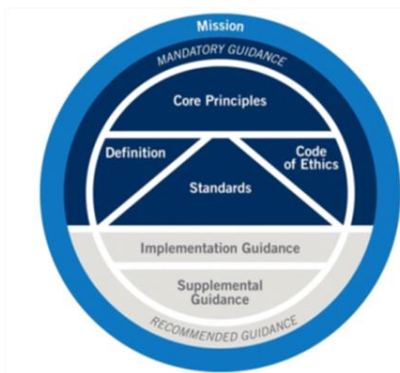 Mission
MANDATORY GUIDANCE
Core Principles
Definition
Code
of Ethics
Standards
Implementation Guidance
Supplemental
Guidance
RECOMMENDED GUIDANCE